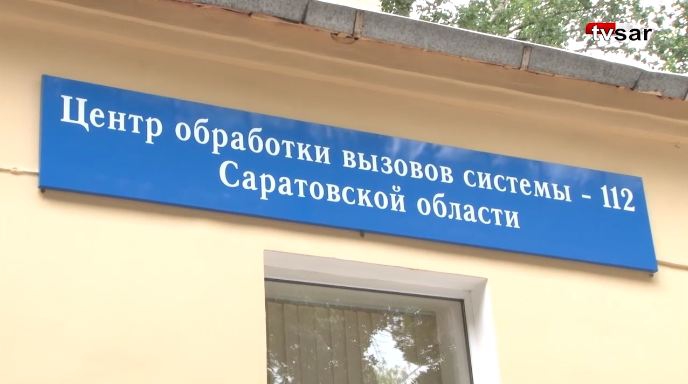 tvsar
Центр обработки вызовов системы - 112
Саратовской области